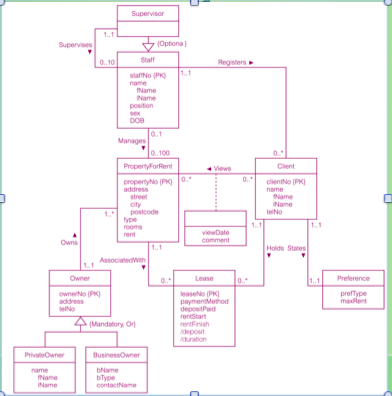 Supervisor
1..1
Supervises
{Optiona }
0..10
Staff
1..1
Registers ►
staffNo {PK}
name
fName
lName
position
sex
DOB
0..1
Manages
0..100
0..*
PropertyForRent
◄ Views
Client
propertyNo {PK}
address
street
city
postcode
type
rooms
rent
0..*
0..*
clientNo {PK}
name
fName
lName
telNo
viewDate
comment
1..*
1..1
1..1
1..1
Owns
AssociatedWith
Holds
States
1..1
0..*
0..*
1..1
Owner
ownerNo {PK}
address
telNo
Lease
leaseNo {PK}
paymentMethod
depositPaid
rentStart
rentFinish
/deposit
/duration
Preference
prefType
maxRent
{Mandatory, Or}
PrivateOwner
name
fName
lName
BusinessOwner
bName
bType
contactName